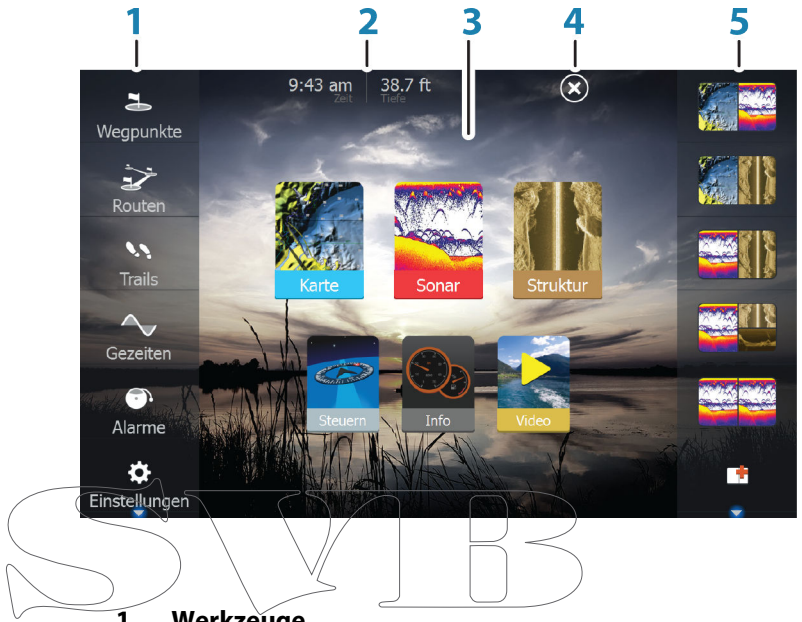 1 2 3 4 5
9:43 am 38.7 ft
Zeit Tiefe
Wegpunkte
Routen
Trails
Gezeiten
Alarme
Einstellungen
Karte Sonar Struktur
Steuern Info Video
SVB
1 Werkzeuge